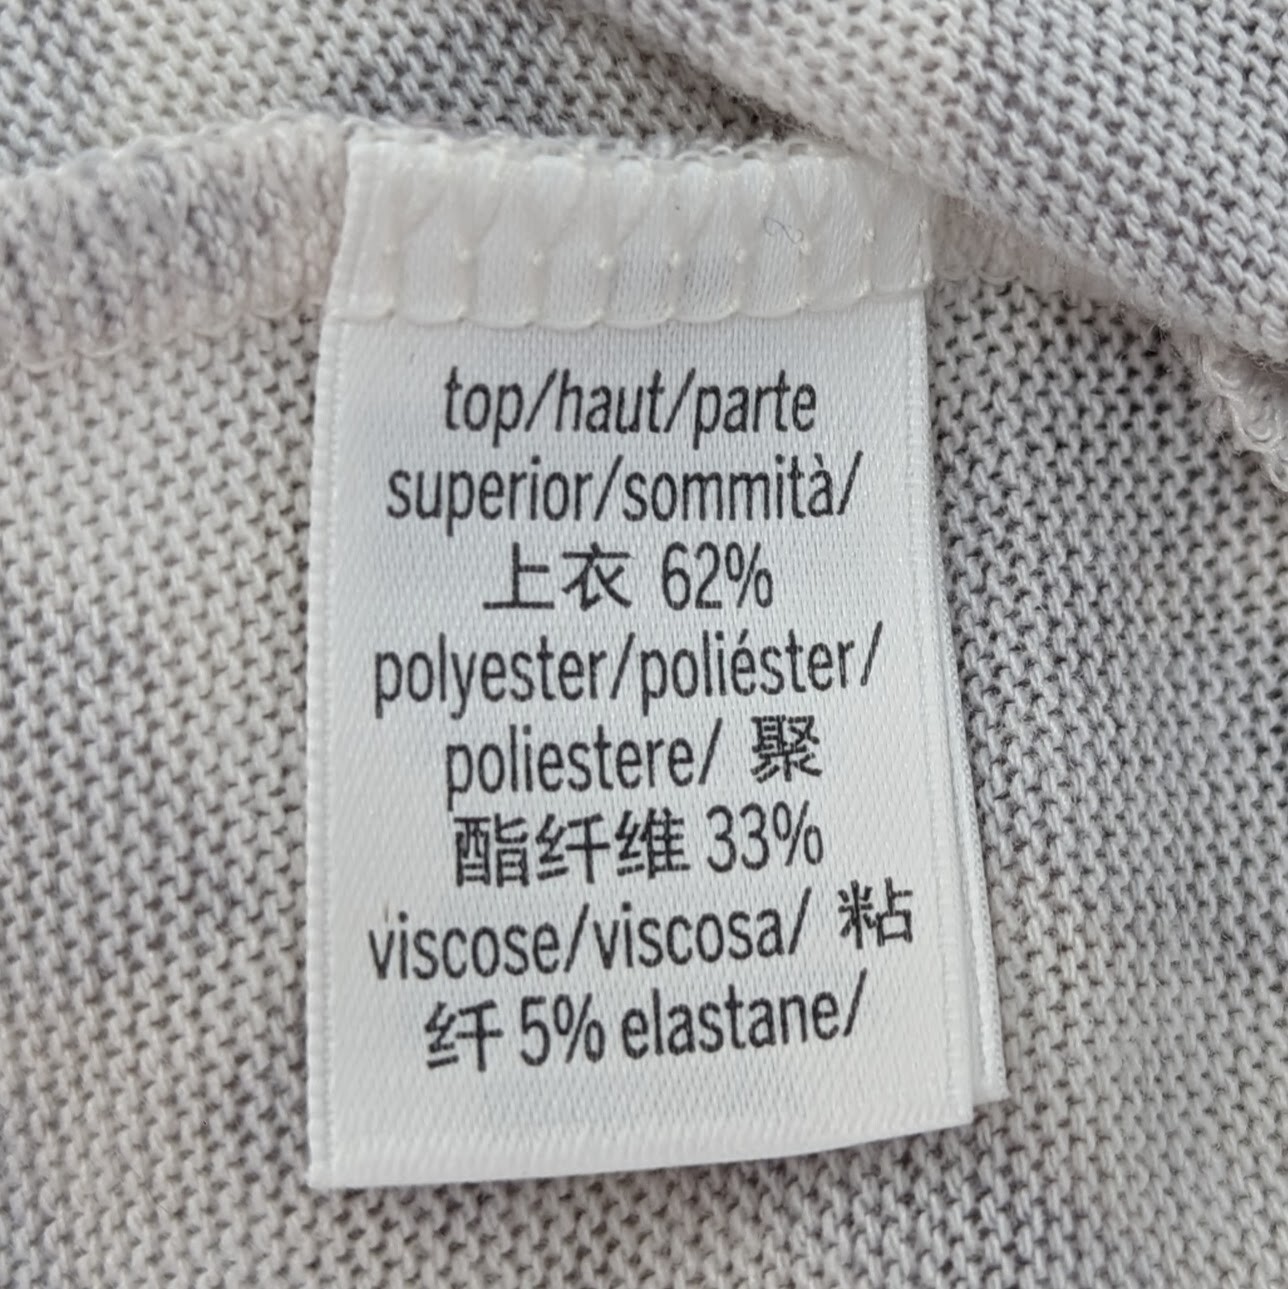 top/haut/parte
superior/sommità/
上衣 62%
polyester/poliéster/
poliestere/ 聚
酯纤维 33%
viscose/viscosa/ 粘
纤 5% elastane/